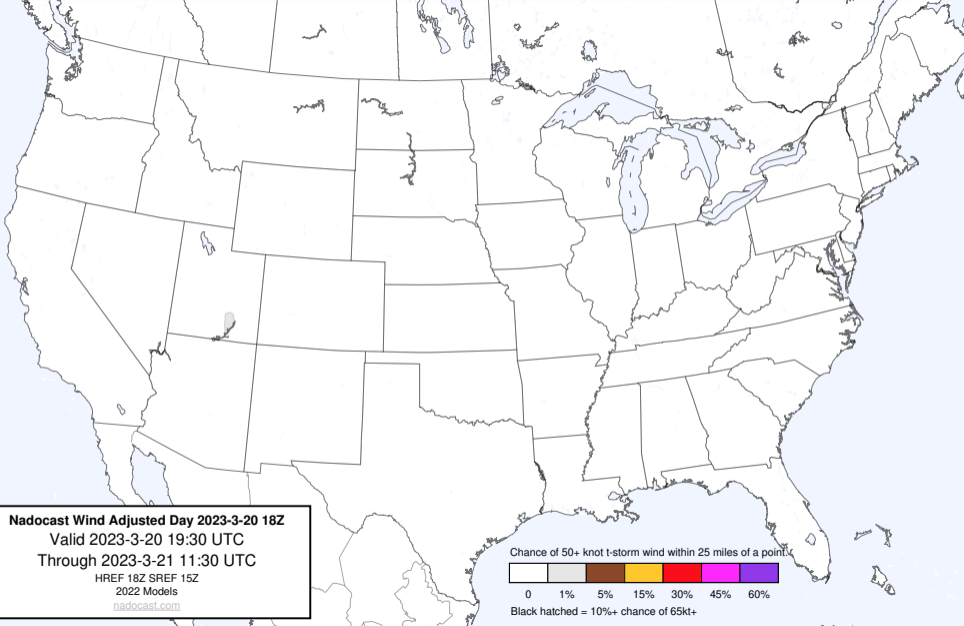 Nadocast Wind Adjusted Day 2023-3-20 18Z
Valid 2023-3-20 19:30 UTC
Through 2023-3-21 11:30 UTC
HREF 18Z SREF 15Z
2022 Models
nadocast.com
Chance of 50+ knot t-storm wind within 25 miles of a point.
0 1% 5% 15% 30% 45% 60%
Black hatched = 10%+ chance of 65kt+